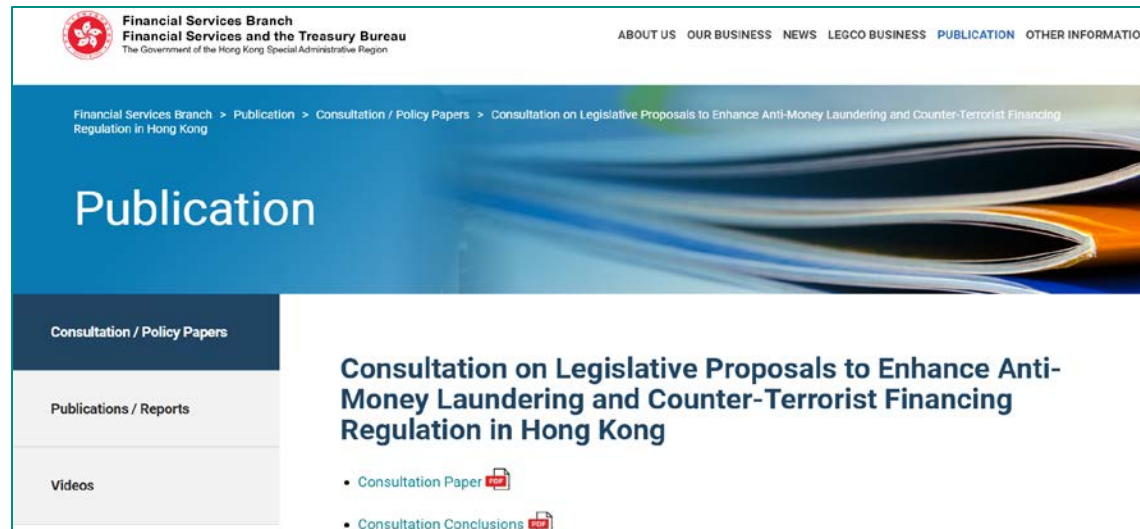 Financial Services Branch
Financial Services and the Treasury Bureau
The Government of the Hong Kong Special Administrative Region
ABOUT US OUR BUSINESS NEWS LEGCO BUSINESS PUBLICATION OTHER INFORMATIO
Financial Services Branch > Publication > Consultation / Policy Papers > Consultation on Legislative Proposals to Enhance Anti-Money Laundering and Counter-Terrorist Financing
Regulation in Hong Kong
Publication
Consultation / Policy Papers
Publications / Reports
Videos
Consultation on Legislative Proposals to Enhance Anti-
Money Laundering and Counter-Terrorist Financing
Regulation in Hong Kong
• Consultation Paper PDF
• Consultation Conclusions PDF